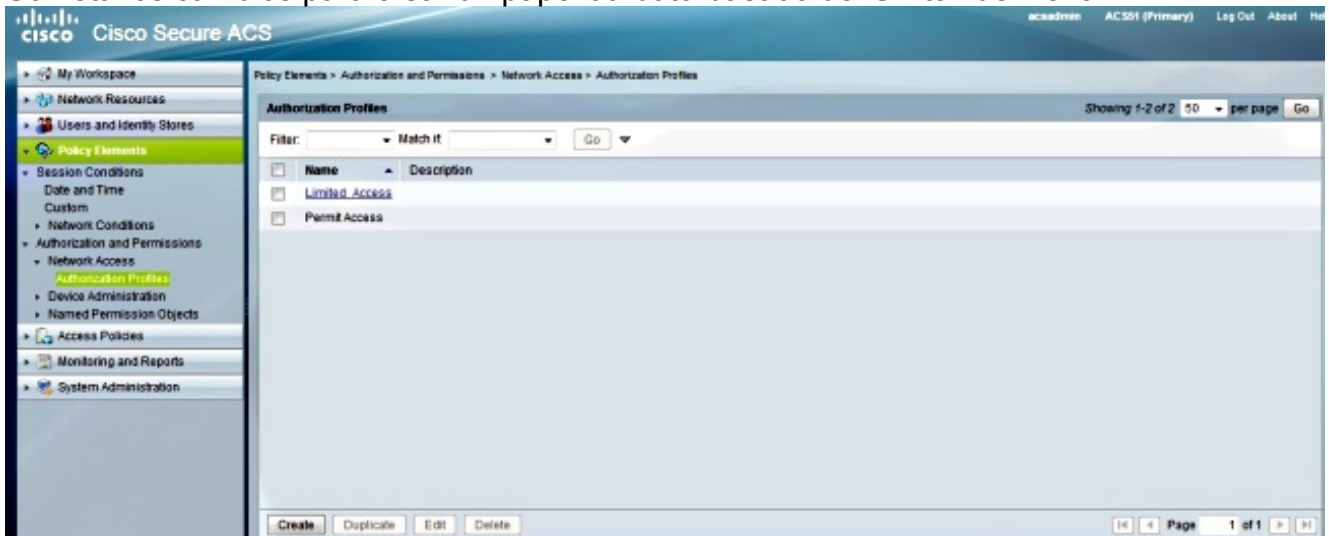 acsadmin ACS51 (Primary) Log Out About Hel
CISCO Cisco Secure ACS
My Workspace
Network Resources
Users and Identity Stores
Policy Elements
Session Conditions
Date and Time
Custom
Network Conditions
Authorization and Permissions
Network Access
Authorization Profiles
Device Administration
Named Permission Objects
Access Policies
Monitoring and Reports
System Administration
Policy Elements > Authorization and Permissions > Network Access > Authorization Profiles
Authorization Profiles Showing 1-2 of 2 50 per page Go
Filter: Match if: Go
Name Description
Limited_Access
Permit Access
Create Duplicate Edit Delete Page 1 of 1